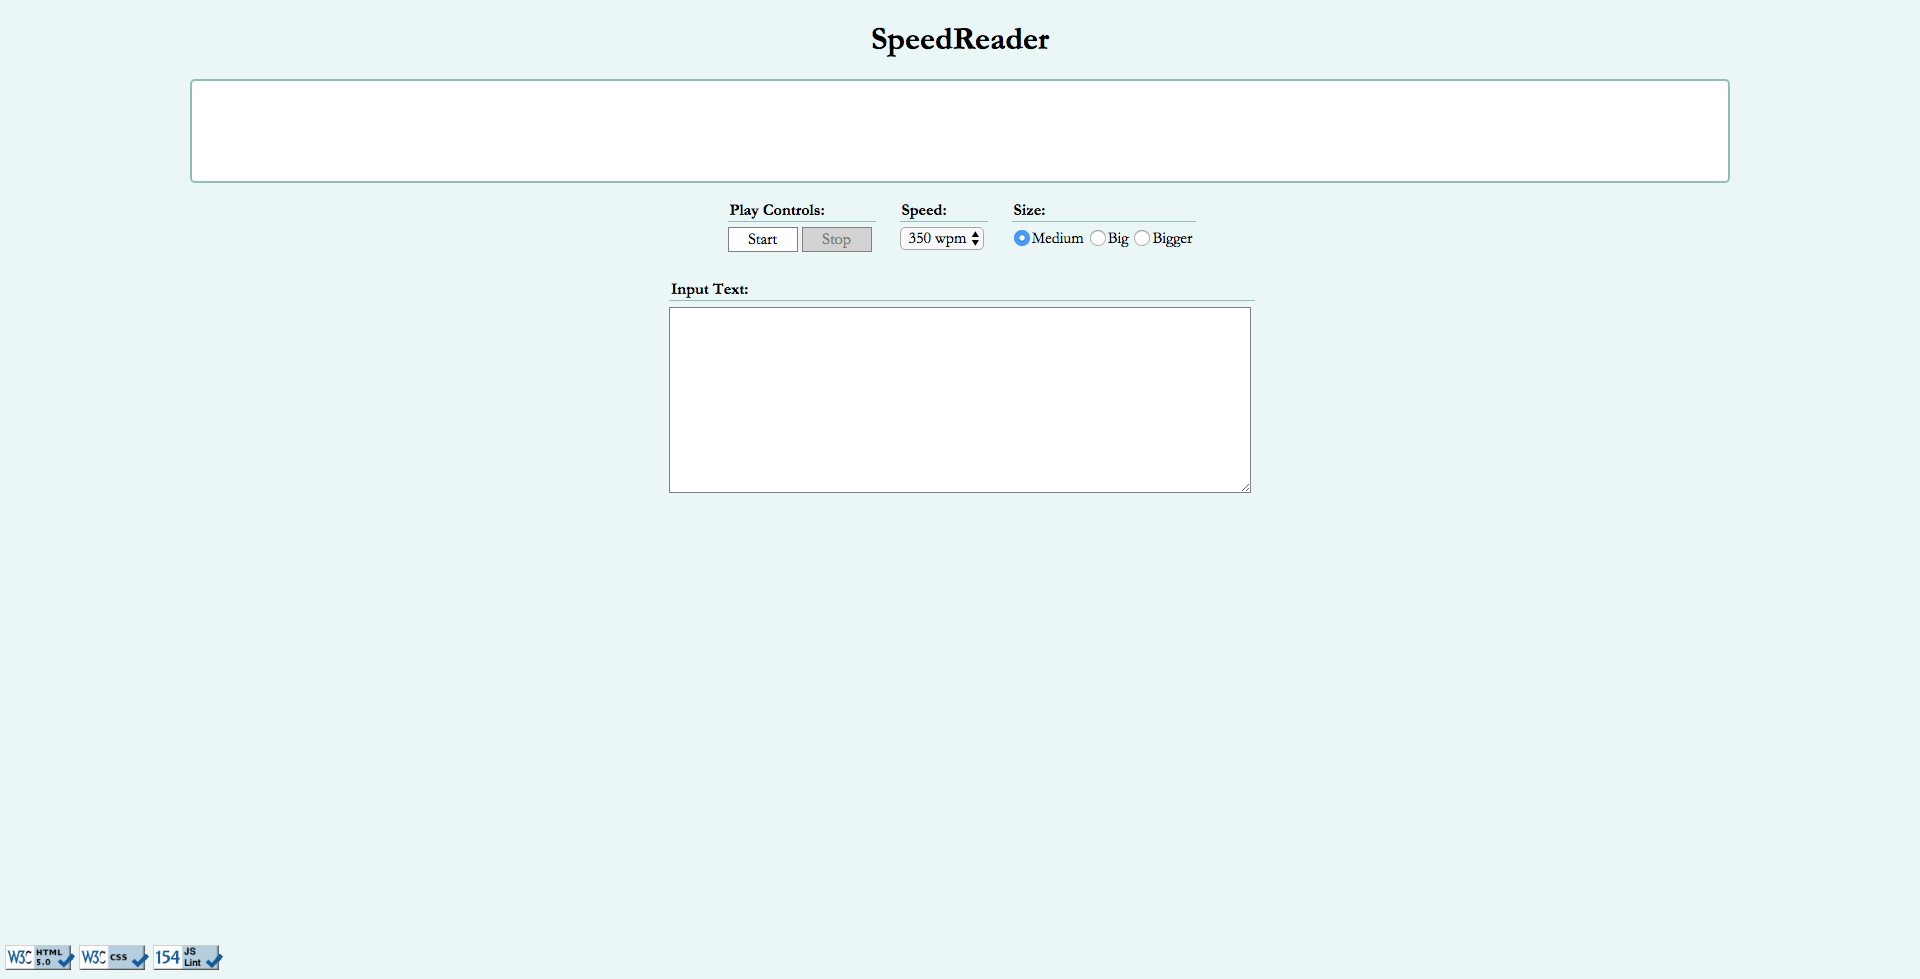 SpeedReader
Play Controls: Speed: Size:
Start Stop 350 wpm Medium Big Bigger
Input Text:
W3C HTML 5.0 W3C css 154 JS Lint